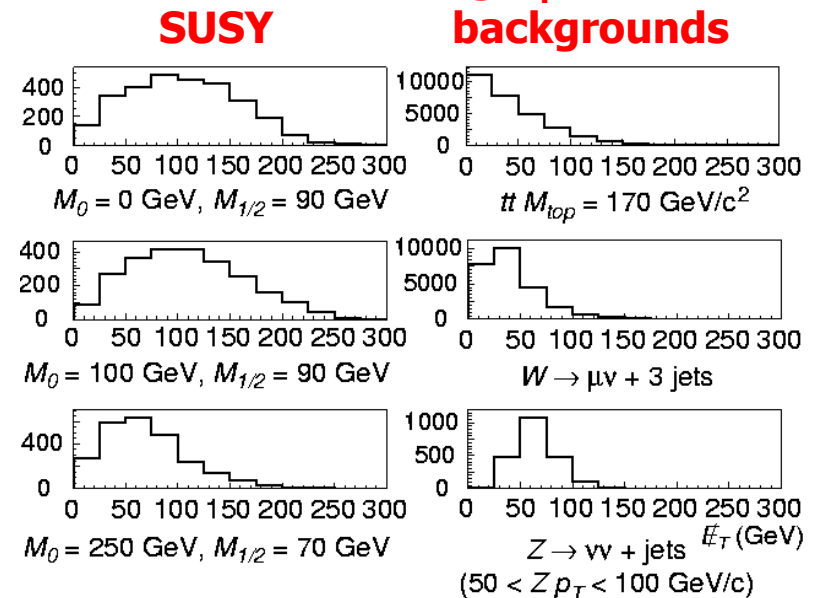 SUSY
backgrounds
400
200
0
0 50 100 150 200 250 300
M₀ = 0 GeV, M₁/₂ = 90 GeV
10000
5000
0
0 50 100 150 200 250 300
tt M_top = 170 GeV/c²
400
200
0
0 50 100 150 200 250 300
M₀ = 100 GeV, M₁/₂ = 90 GeV
10000
5000
0
0 50 100 150 200 250 300
W → μν + 3 jets
400
0
0 50 100 150 200 250 300
M₀ = 250 GeV, M₁/₂ = 70 GeV
1000
500
0
0 50 100 150 200 250 300
E̸_T (GeV)
Z → νν + jets
(50 < Z p_T < 100 GeV/c)